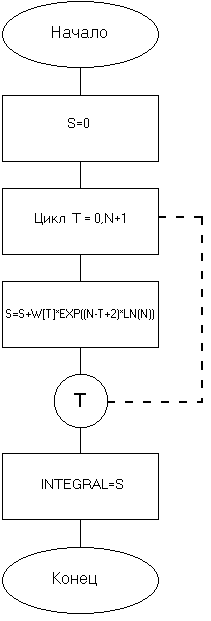 Начало
S=0
Цикл T = 0,N+1
S=S+W[T]*EXP((N-T+2)*LN(N))
T
INTEGRAL=S
Конец